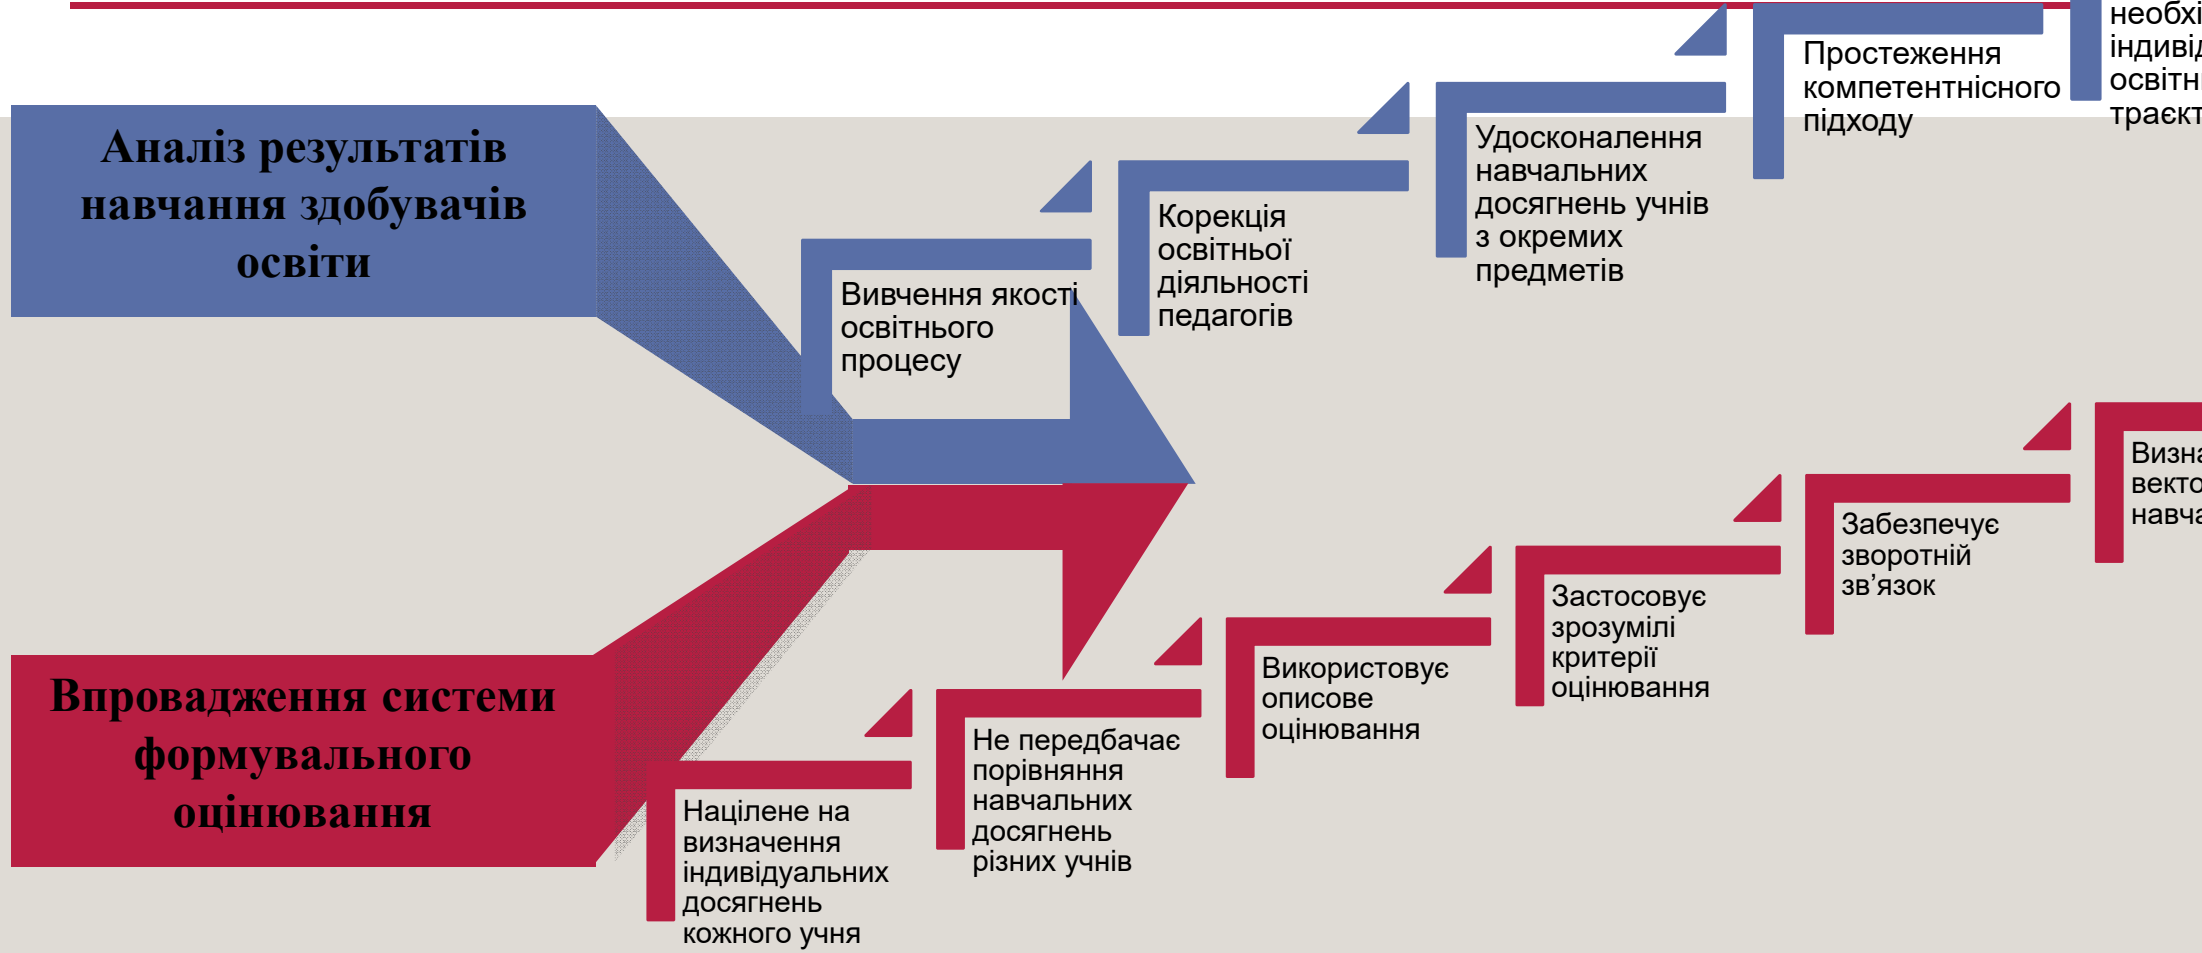 Аналіз результатів
навчання здобувачів
освіти
Вивчення якості
освітнього
процесу
Корекція
освітньої
діяльності
педагогів
Удосконалення
навчальних
досягнень учнів
з окремих
предметів
Простеження
компетентнісного
підходу
Впровадження системи
формувального
оцінювання
Націлене на
визначення
індивідуальних
досягнень
кожного учня
Не передбачає
порівняння
навчальних
досягнень
різних учнів
Використовує
описове
оцінювання
Застосовує
зрозумілі
критерії
оцінювання
Забезпечує
зворотній
зв’язок